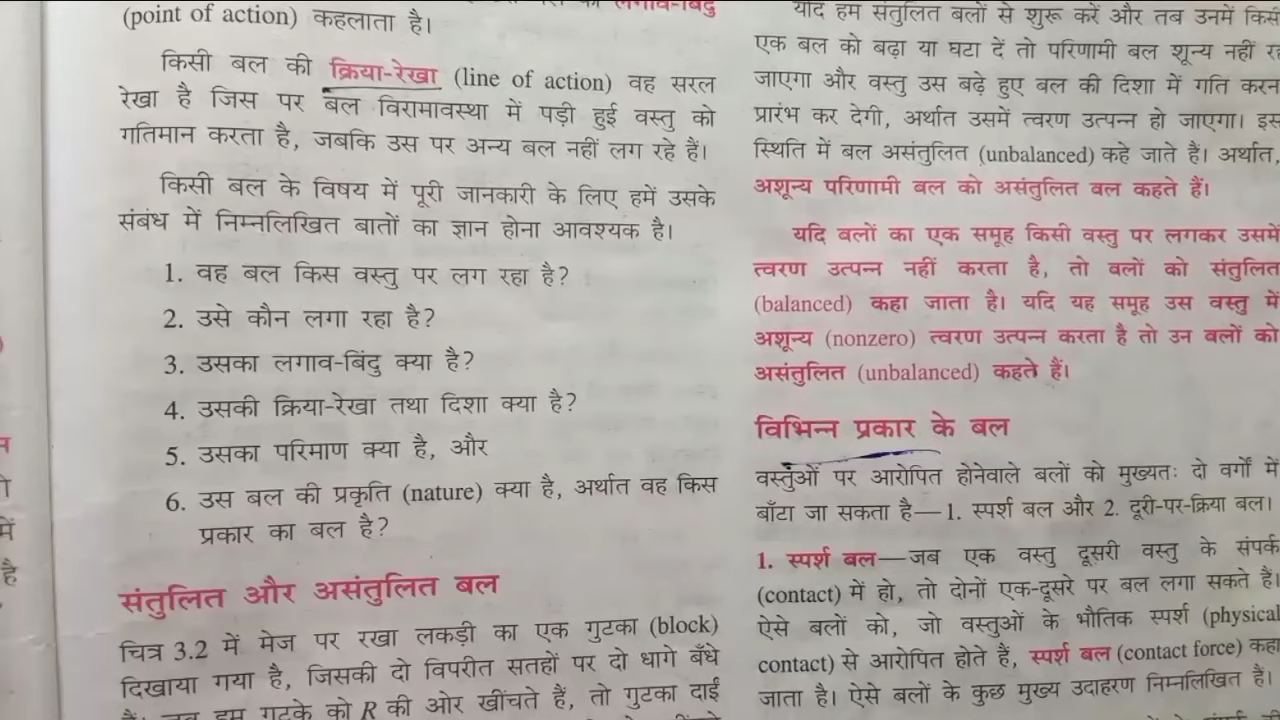 लगाव-बिंदु
(point of action) कहलाता है।
किसी बल की क्रिया-रेखा (line of action) वह सरल
रेखा है जिस पर बल विरामावस्था में पड़ी हुई वस्तु को
गतिमान करता है, जबकि उस पर अन्य बल नहीं लग रहे हैं।
किसी बल के विषय में पूरी जानकारी के लिए हमें उसके
संबंध में निम्नलिखित बातों का ज्ञान होना आवश्यक है।
1. वह बल किस वस्तु पर लग रहा है?
2. उसे कौन लगा रहा है?
3. उसका लगाव-बिंदु क्या है?
4. उसकी क्रिया-रेखा तथा दिशा क्या है?
5. उसका परिमाण क्या है, और
6. उस बल की प्रकृति (nature) क्या है, अर्थात वह किस
प्रकार का बल है?
संतुलित और असंतुलित बल
चित्र 3.2 में मेज पर रखा लकड़ी का एक गुटका (block)
दिखाया गया है, जिसकी दो विपरीत सतहों पर दो धागे बँधे
हम गुटके को R की ओर खींचते हैं, तो गुटका दाईं
यदि हम संतुलित बलों से शुरू करें और तब उनमें किसी
एक बल को बढ़ा या घटा दें तो परिणामी बल शून्य नहीं
जाएगा और वस्तु उस बढ़े हुए बल की दिशा में गति
प्रारंभ कर देगी, अर्थात उसमें त्वरण उत्पन्न हो जाएगा। इस
स्थिति में बल असंतुलित (unbalanced) कहे जाते हैं। अर्थात,
अशून्य परिणामी बल को असंतुलित बल कहते हैं।
यदि बलों का एक समूह किसी वस्तु पर लगकर उसमें
त्वरण उत्पन्न नहीं करता है, तो बलों को संतुलित
(balanced) कहा जाता है। यदि यह समूह उस वस्तु में
अशून्य (nonzero) त्वरण उत्पन्न करता है तो उन बलों को
असंतुलित (unbalanced) कहते हैं।
विभिन्न प्रकार के बल
वस्तुओं पर आरोपित होनेवाले बलों को मुख्यतः दो वर्गों में
बाँटा जा सकता है—1. स्पर्श बल और 2. दूरी-पर-क्रिया बल।
1. स्पर्श बल—जब एक वस्तु दूसरी वस्तु के संपर्क
(contact) में हो, तो दोनों एक-दूसरे पर बल लगा सकते हैं।
ऐसे बलों को, जो वस्तुओं के भौतिक स्पर्श (physical
contact) से आरोपित होते हैं, स्पर्श बल (contact force) कहा
जाता है। ऐसे बलों के कुछ मुख्य उदाहरण निम्नलिखित हैं।